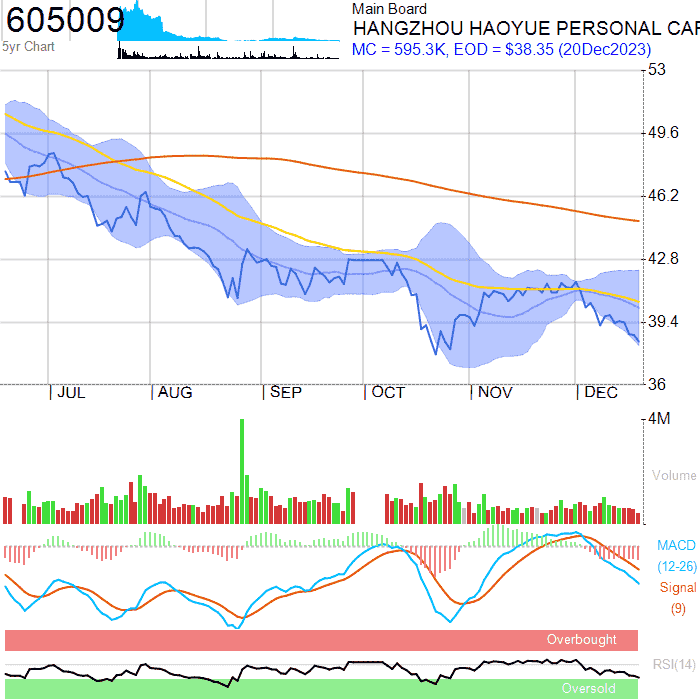 605009
5yr Chart
Main Board
HANGZHOU HAOYUE PERSONAL CAR
MC = 595.3K, EOD = $38.35 (20Dec2023)
53
49.6
46.2
42.8
39.4
36
JUL AUG SEP OCT NOV DEC
4M
Volume
MACD
(12-26)
Signal
(9)
Overbought
RSI(14)
Oversold